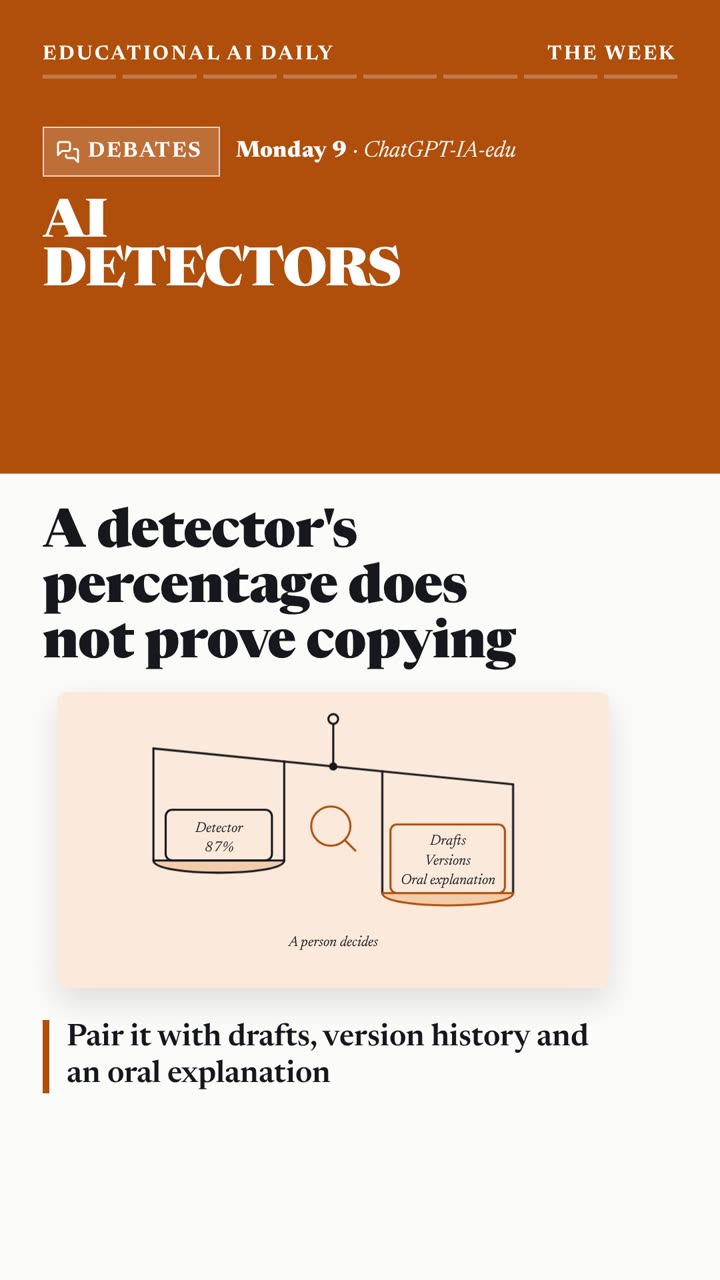 EDUCATIONAL AI DAILY
THE WEEK
DEBATES
Monday 9 · ChatGPT-IA-edu
AI
DETECTORS
A detector's
percentage does
not prove copying
Detector
87%
Drafts
Versions
Oral explanation
A person decides
Pair it with drafts, version history and
an oral explanation